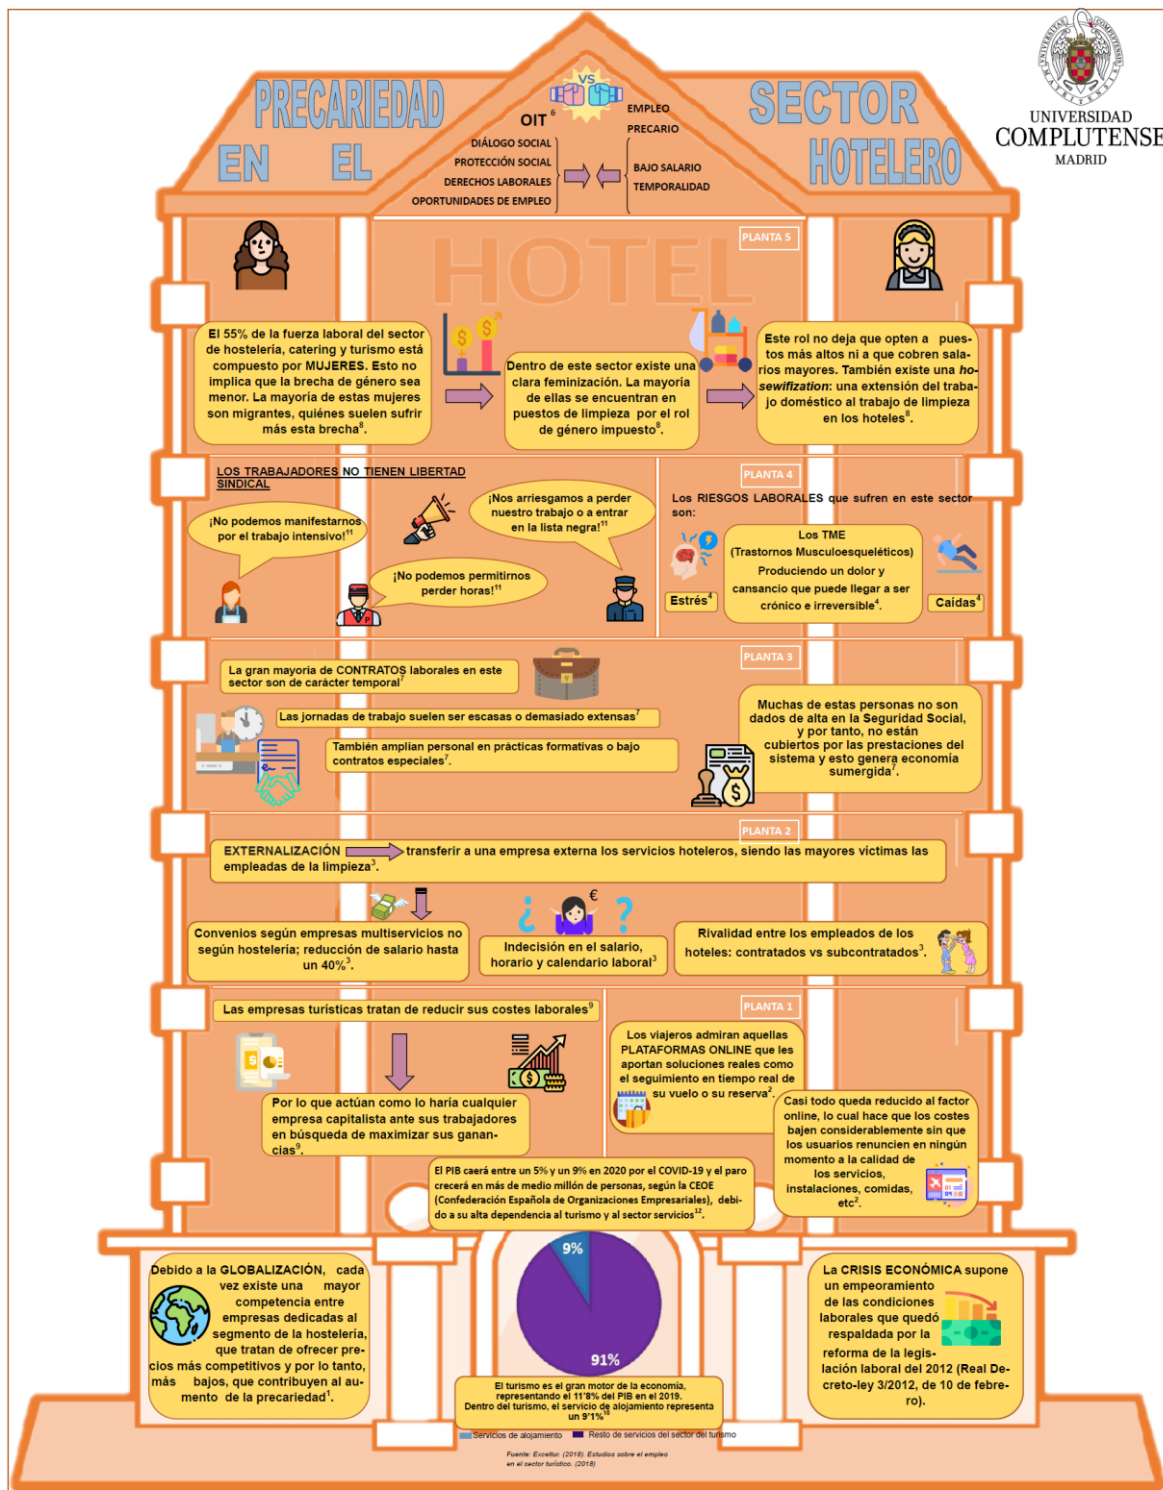 PRECARIEDAD
EN EL
SECTOR
HOTELERO
UNIVERSIDAD
COMPLUTENSE
MADRID
VS
OIT 6
DIÁLOGO SOCIAL
PROTECCIÓN SOCIAL
DERECHOS LABORALES
OPORTUNIDADES DE EMPLEO
EMPLEO
PRECARIO
BAJO SALARIO
TEMPORALIDAD
PLANTA 5
HOTEL
El 55% de la fuerza laboral del sector
de hostelería, catering y turismo está
compuesto por MUJERES. Esto no
implica que la brecha de género sea
menor. La mayoría de estas mujeres
son migrantes, quiénes suelen sufrir
más esta brecha8.
Dentro de este sector existe una
clara feminización. La mayoría
de ellas se encuentran en
puestos de limpieza por el rol
de género impuesto8.
Este rol no deja que opten a pues-
tos más altos ni a que cobren sala-
rios mayores. También existe una ho-
sewifization: una extensión del traba-
jo doméstico al trabajo de limpieza
en los hoteles8.
LOS TRABAJADORES NO TIENEN LIBERTAD
SINDICAL
¡No podemos manifestarnos
por el trabajo intensivo!11
¡No podemos permitirnos
perder horas!11
¡Nos arriesgamos a perder
nuestro trabajo o a entrar
en la lista negra!11
PLANTA 4
Los RIESGOS LABORALES que sufren en este sector
son:
Estrés4
Los TME
(Trastornos Musculoesqueléticos)
Produciendo un dolor y
cansancio que puede llegar a ser
crónico e irreversible4.
Caídas4
PLANTA 3
La gran mayoría de CONTRATOS laborales en este
sector son de carácter temporal7
Las jornadas de trabajo suelen ser escasas o demasiado extensas7
También amplían personal en prácticas formativas o bajo
contratos especiales7.
Muchas de estas personas no son
dados de alta en la Seguridad Social,
y por tanto, no están
cubiertos por las prestaciones del
sistema y esto genera economía
sumergida7.
PLANTA 2
EXTERNALIZACIÓN transferir a una empresa externa los servicios hoteleros, siendo las mayores víctimas las
empleadas de la limpieza3.
Convenios según empresas multiservicios no
según hostelería; reducción de salario hasta
un 40%3.
¿ € ?
Indecisión en el salario,
horario y calendario laboral3
Rivalidad entre los empleados de los
hoteles: contratados vs subcontratados3.
PLANTA 1
Las empresas turísticas tratan de reducir sus costes laborales9
Por lo que actúan como lo haría cualquier
empresa capitalista ante sus trabajadores
en búsqueda de maximizar sus ganan-
cias9.
Los viajeros admiran aquellas
PLATAFORMAS ONLINE que les
aportan soluciones reales como
el seguimiento en tiempo real de
su vuelo o su reserva2.
Casi todo queda reducido al factor
online, lo cual hace que los costes
bajen considerablemente sin que
los usuarios renuncien en ningún
momento a la calidad de
los servicios,
instalaciones, comidas,
etc2.
El PIB caerá entre un 5% y un 9% en 2020 por el COVID-19 y el paro
crecerá en más de medio millón de personas, según la CEOE
(Confederación Española de Organizaciones Empresariales), debi-
do a su alta dependencia al turismo y al sector servicios12.
Debido a la GLOBALIZACIÓN, cada
vez existe una mayor
competencia entre
empresas dedicadas al
segmento de la hostelería,
que tratan de ofrecer pre-
cios más competitivos y por lo tanto,
más bajos, que contribuyen al au-
mento de la precariedad1.
9%
91%
El turismo es el gran motor de la economía,
representando el 11'8% del PIB en el 2019.
Dentro del turismo, el servicio de alojamiento representa
un 9'1%10
Servicios de alojamiento Resto de servicios del sector del turismo
Fuente: Exceltur. (2018). Estudios sobre el empleo
en el sector turístico. (2018)
La CRISIS ECONÓMICA supone
un empeoramiento
de las condiciones
laborales que quedó
respaldada por la
reforma de la legis-
lación laboral del 2012 (Real De-
creto-ley 3/2012, de 10 de febre-
ro).